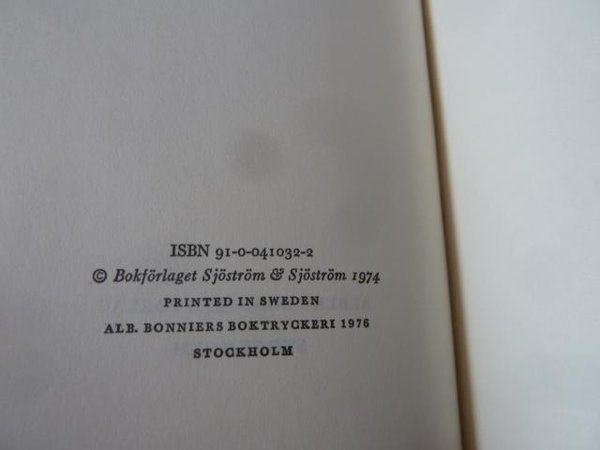 ISBN 91-0-041032-2
© Bokförlaget Sjöström & Sjöström 1974
PRINTED IN SWEDEN
ALB. BONNIERS BOKTRYCKERI 1976
STOCKHOLM